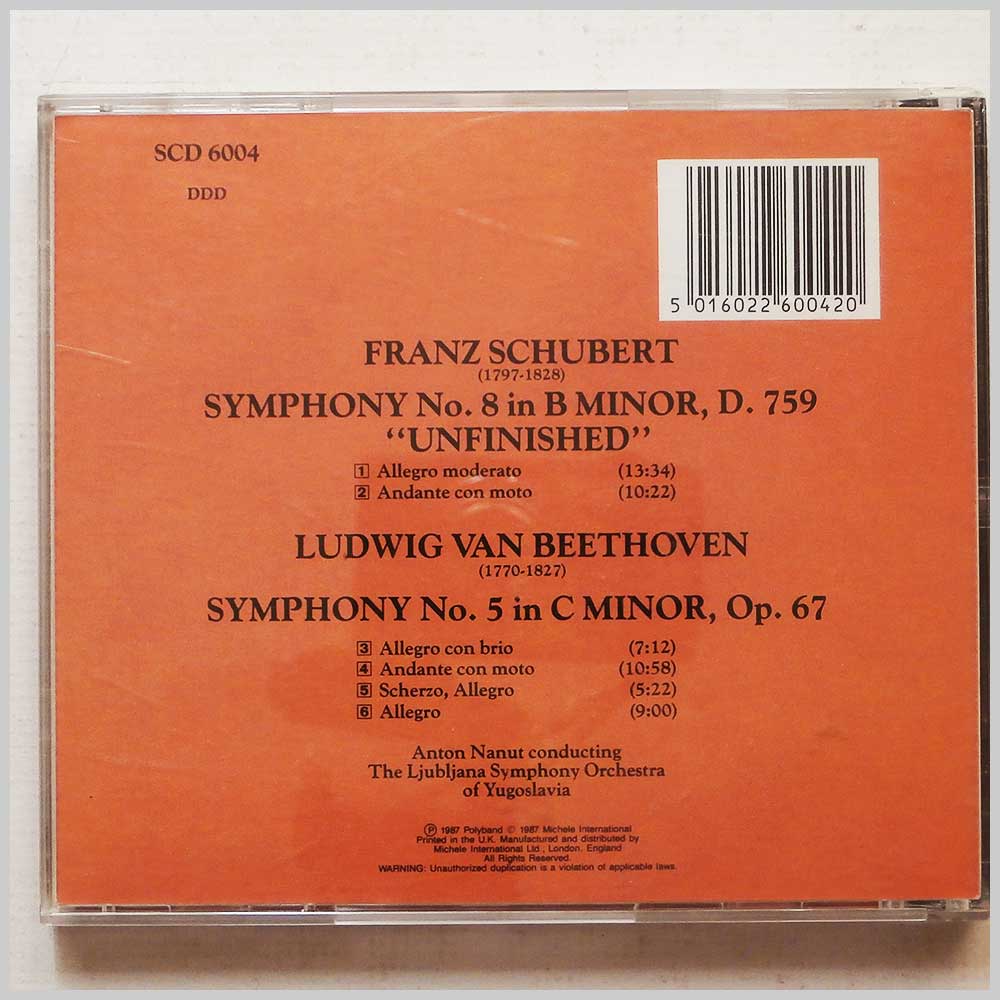 SCD 6004
DDD
5 016022 600420
FRANZ SCHUBERT
(1797-1828)
SYMPHONY No. 8 in B MINOR, D. 759
“UNFINISHED”
1 Allegro moderato (13:34)
2 Andante con moto (10:22)
LUDWIG VAN BEETHOVEN
(1770-1827)
SYMPHONY No. 5 in C MINOR, Op. 67
3 Allegro con brio (7:12)
4 Andante con moto (10:58)
5 Scherzo, Allegro (5:22)
6 Allegro (9:00)
Anton Nanut conducting
The Ljubljana Symphony Orchestra
of Yugoslavia
Ⓟ 1987 Polyband © 1987 Michele International
Printed in the U.K. Manufactured and distributed by
Michele International Ltd., London. England
All Rights Reserved.
WARNING: Unauthorized duplication is a violation of applicable laws.